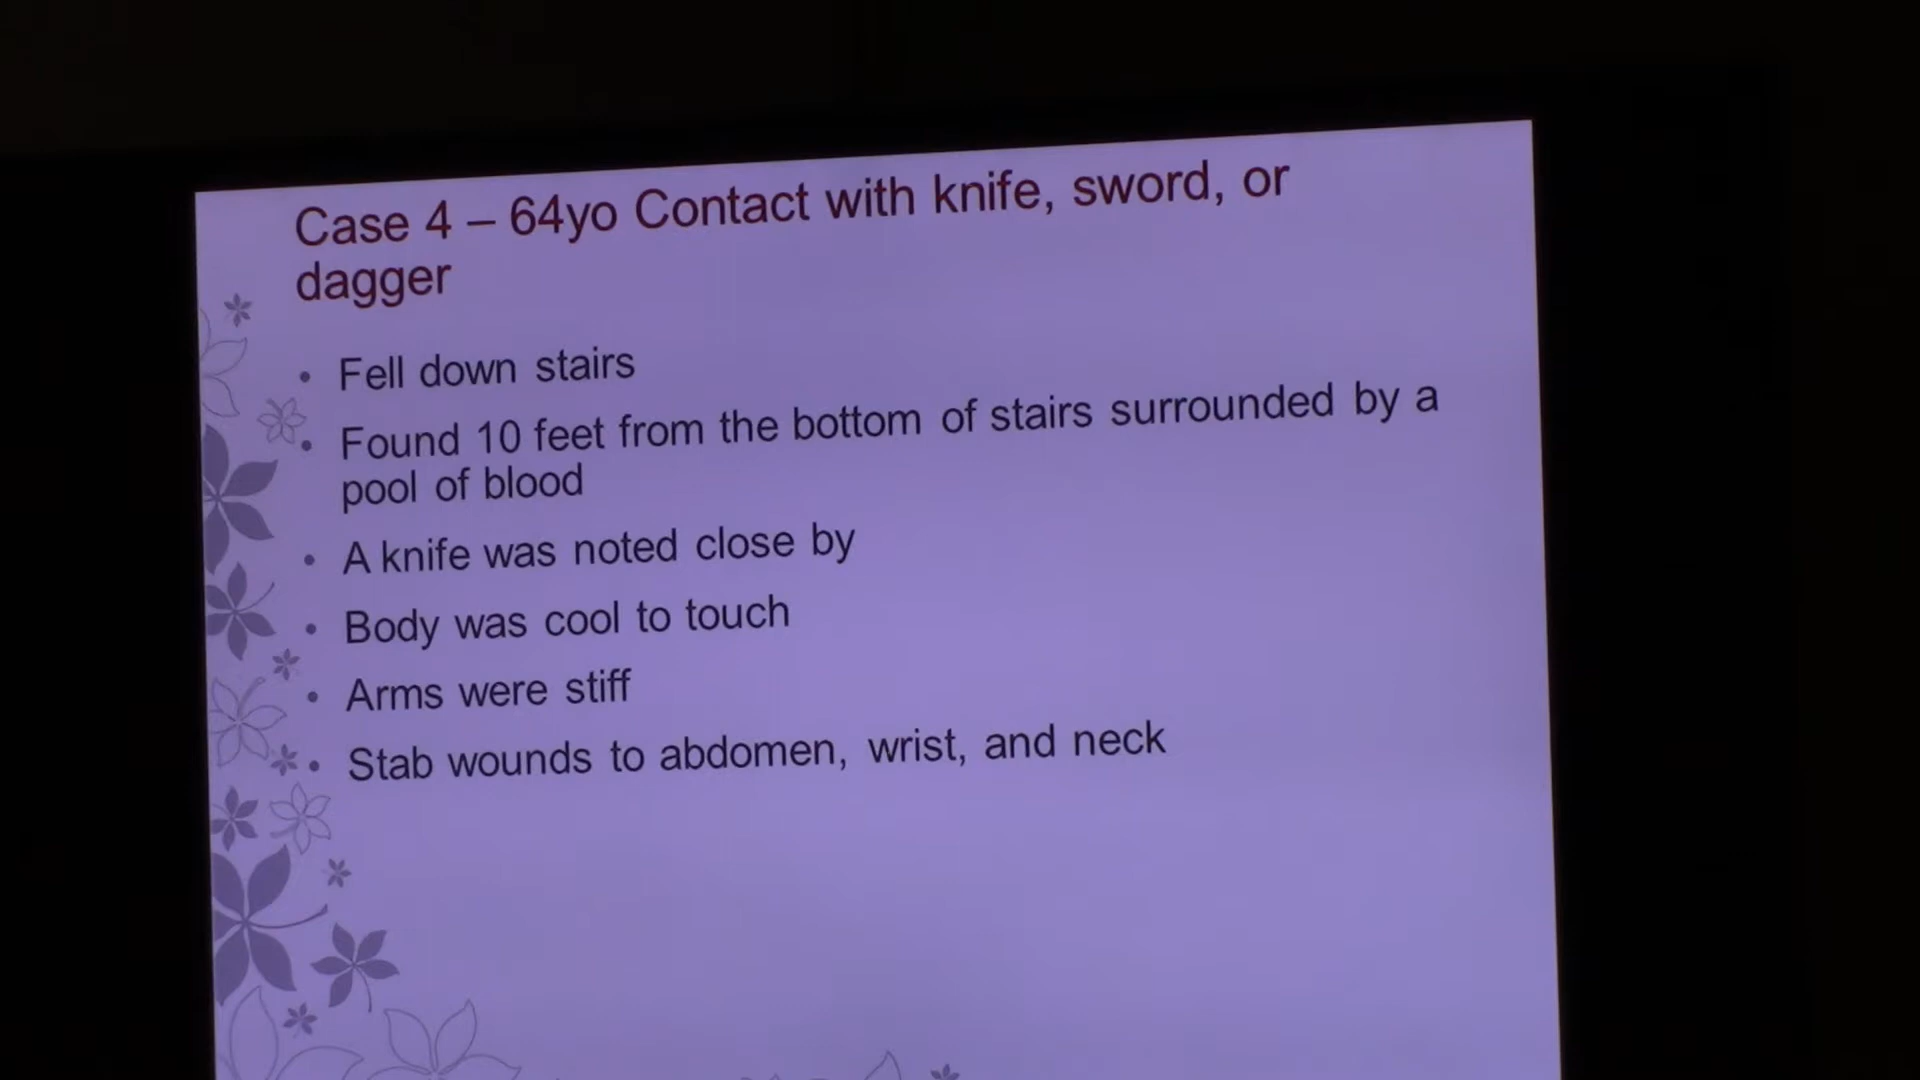 Case 4 – 64yo Contact with knife, sword, or
dagger
• Fell down stairs
• Found 10 feet from the bottom of stairs surrounded by a
pool of blood
• A knife was noted close by
• Body was cool to touch
• Arms were stiff
• Stab wounds to abdomen, wrist, and neck